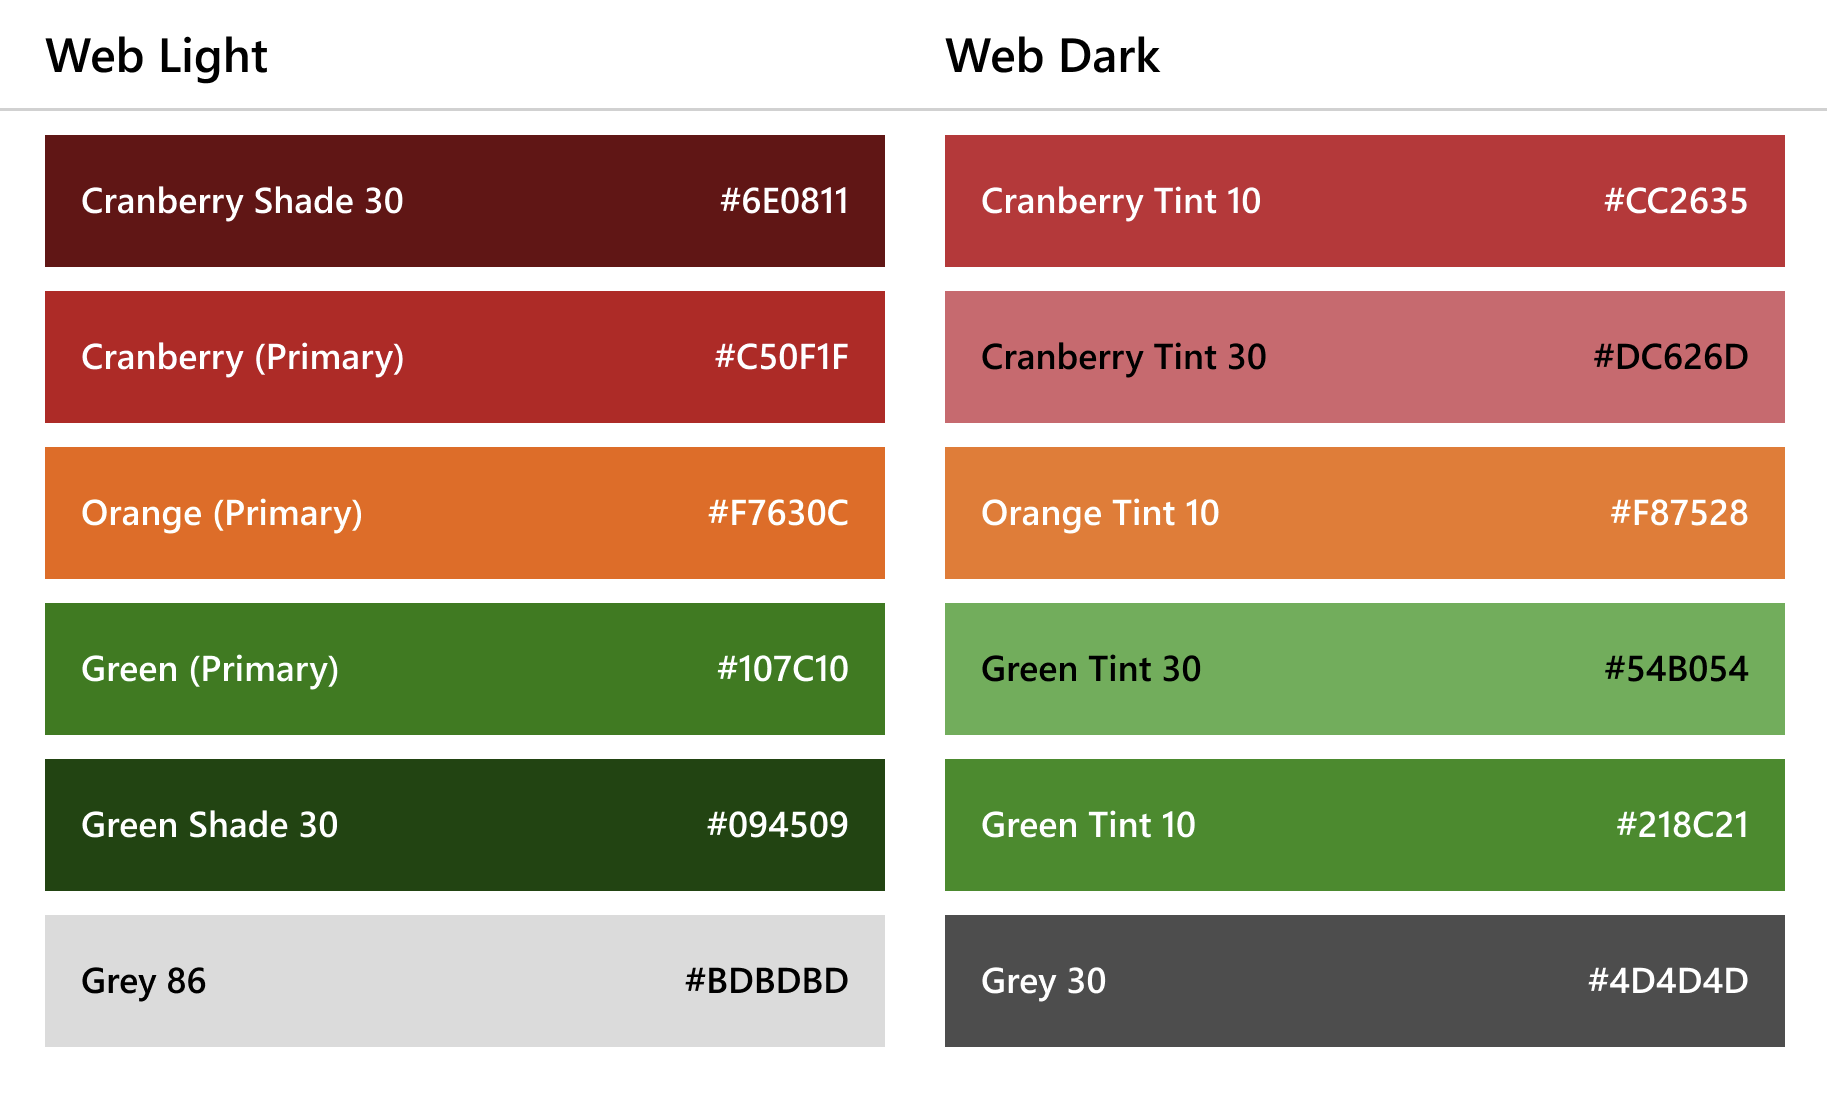 Web Light
Web Dark
Cranberry Shade 30 #6E0811
Cranberry Tint 10 #CC2635
Cranberry (Primary) #C50F1F
Cranberry Tint 30 #DC626D
Orange (Primary) #F7630C
Orange Tint 10 #F87528
Green (Primary) #107C10
Green Tint 30 #54B054
Green Shade 30 #094509
Green Tint 10 #218C21
Grey 86 #BDBDBD
Grey 30 #4D4D4D